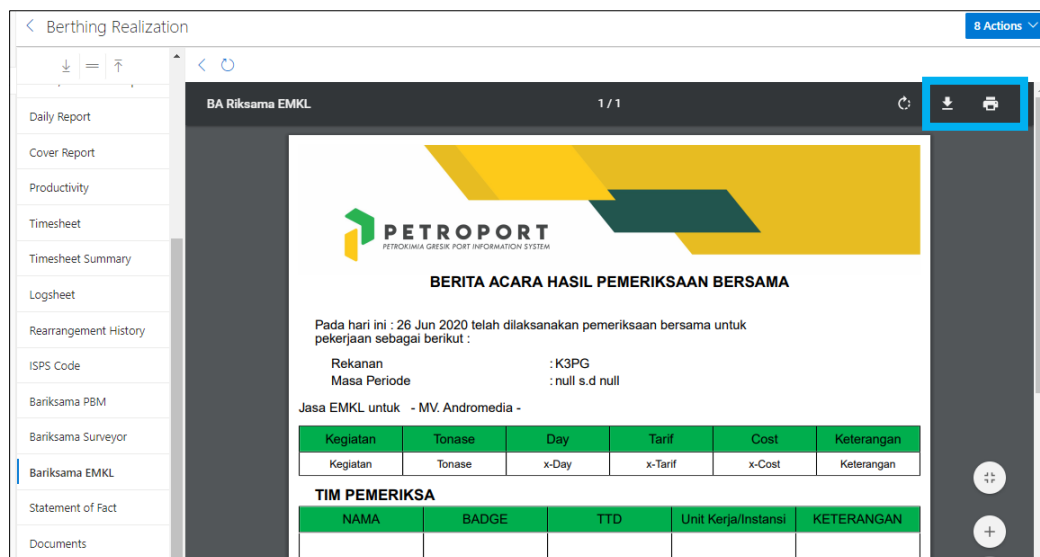 Berthing Realization
8 Actions
BA Riksama EMKL
1 / 1
Daily Report
Cover Report
Productivity
Timesheet
Timesheet Summary
Logsheet
Rearrangement History
ISPS Code
Bariksama PBM
Bariksama Surveyor
Bariksama EMKL
Statement of Fact
Documents
PETROPORT
PETROKIMIA GRESIK PORT INFORMATION SYSTEM
BERITA ACARA HASIL PEMERIKSAAN BERSAMA
Pada hari ini : 26 Jun 2020 telah dilaksanakan pemeriksaan bersama untuk
pekerjaan sebagai berikut :
Rekanan : K3PG
Masa Periode : null s.d null
Jasa EMKL untuk - MV. Andromedia -
Kegiatan Tonase Day Tarif Cost Keterangan
Kegiatan Tonase x-Day x-Tarif x-Cost Keterangan
TIM PEMERIKSA
NAMA BADGE TTD Unit Kerja/Instansi KETERANGAN